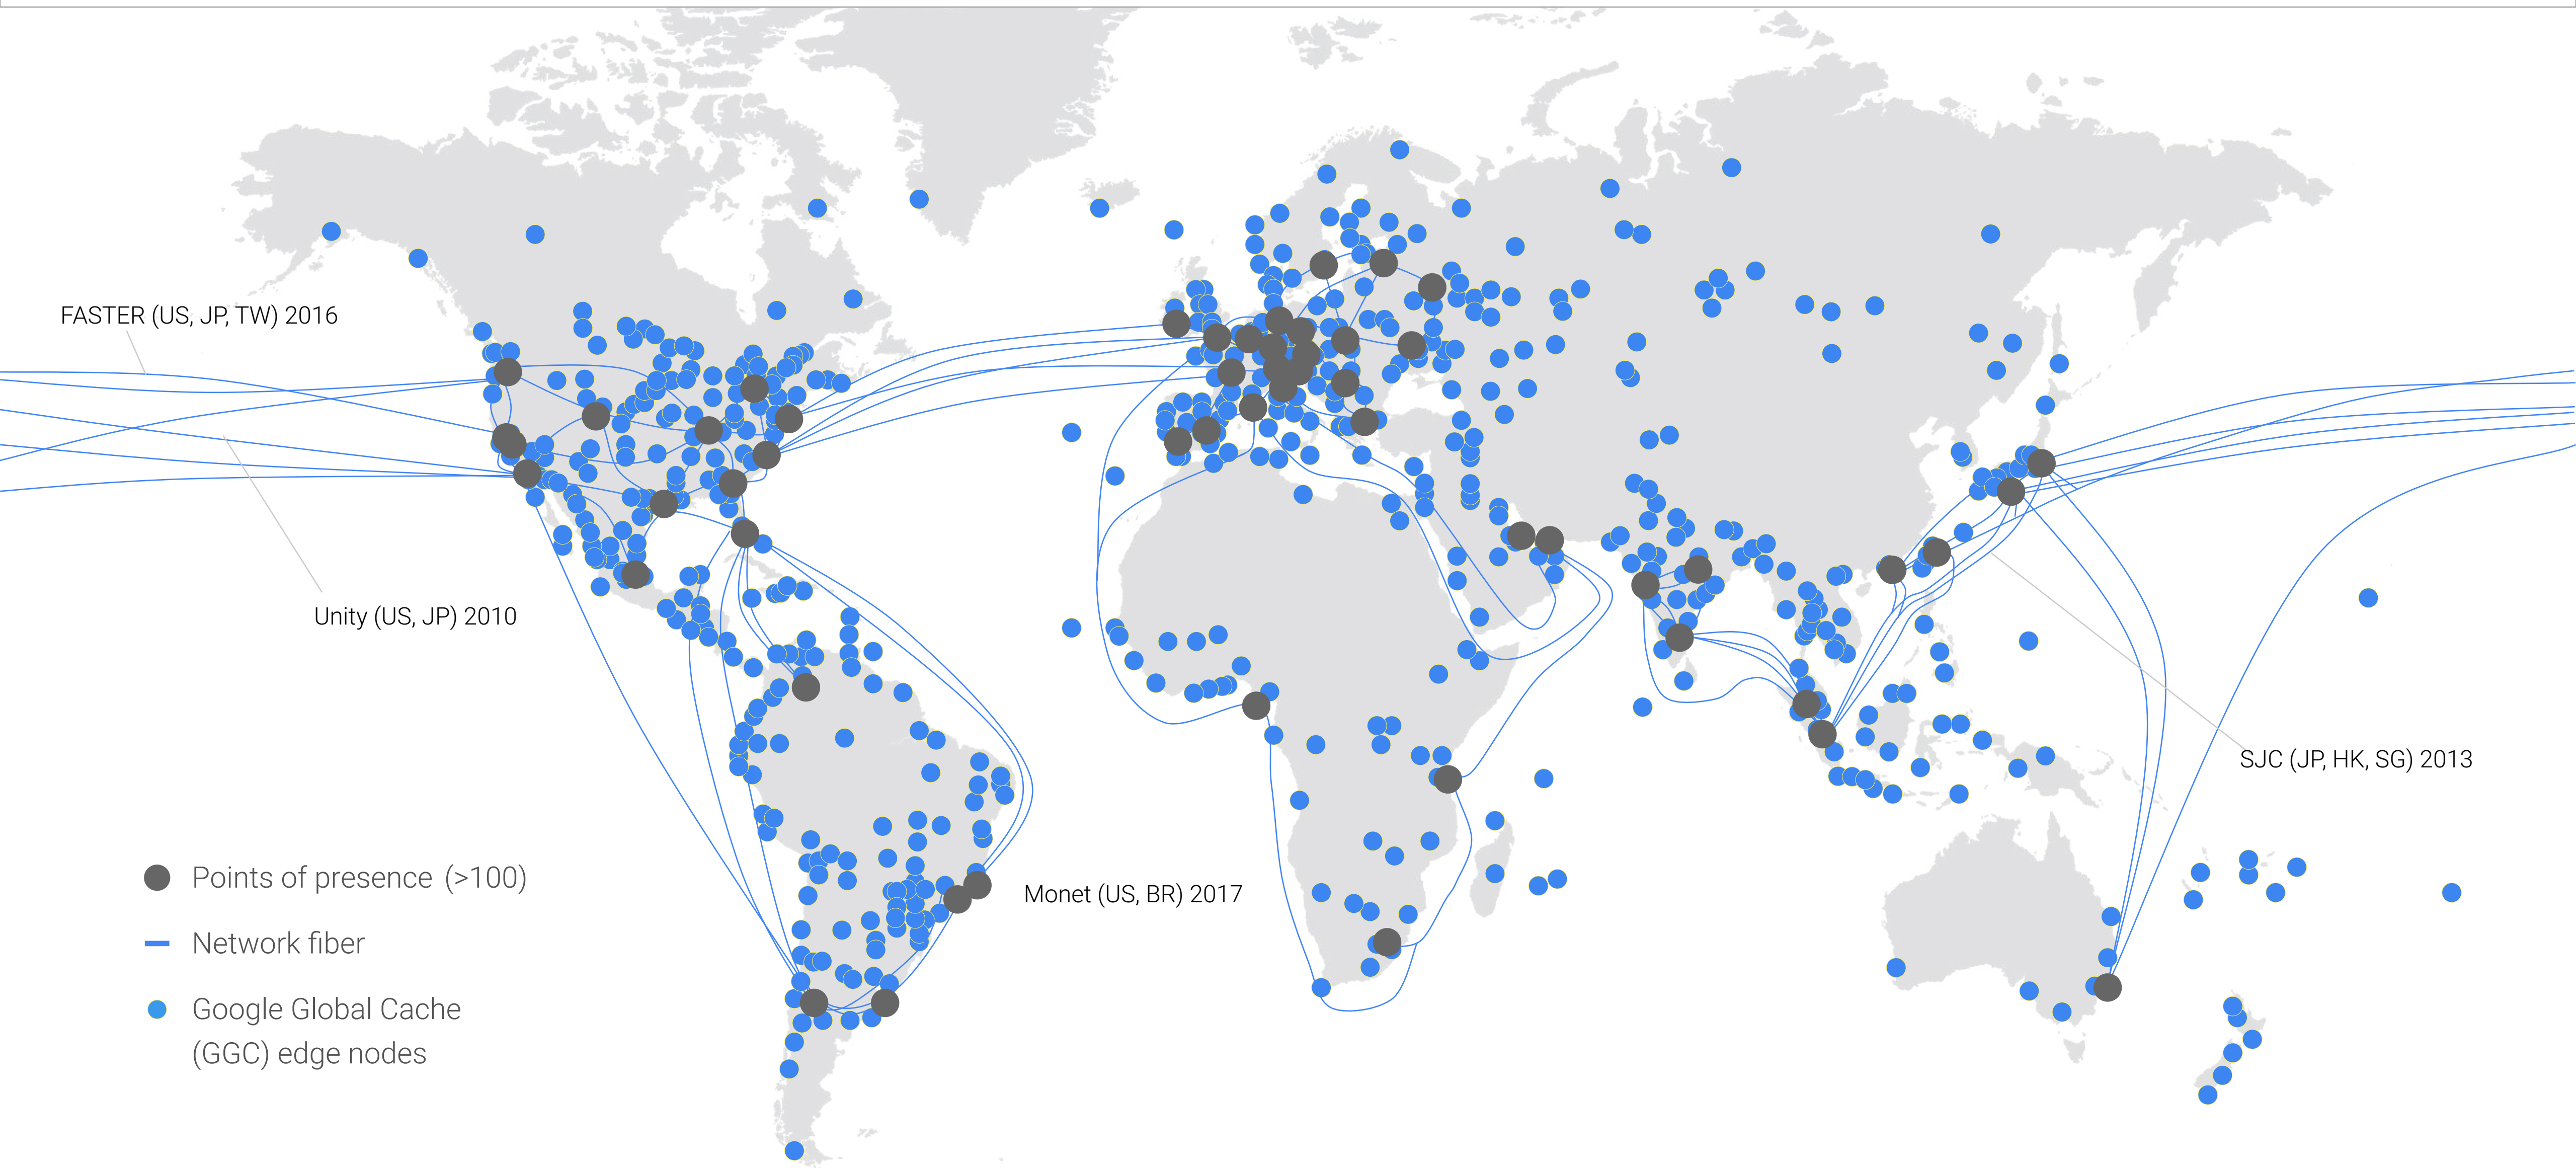 FASTER (US, JP, TW) 2016
Unity (US, JP) 2010
SJC (JP, HK, SG) 2013
Monet (US, BR) 2017
Points of presence (>100)
Network fiber
Google Global Cache
(GGC) edge nodes